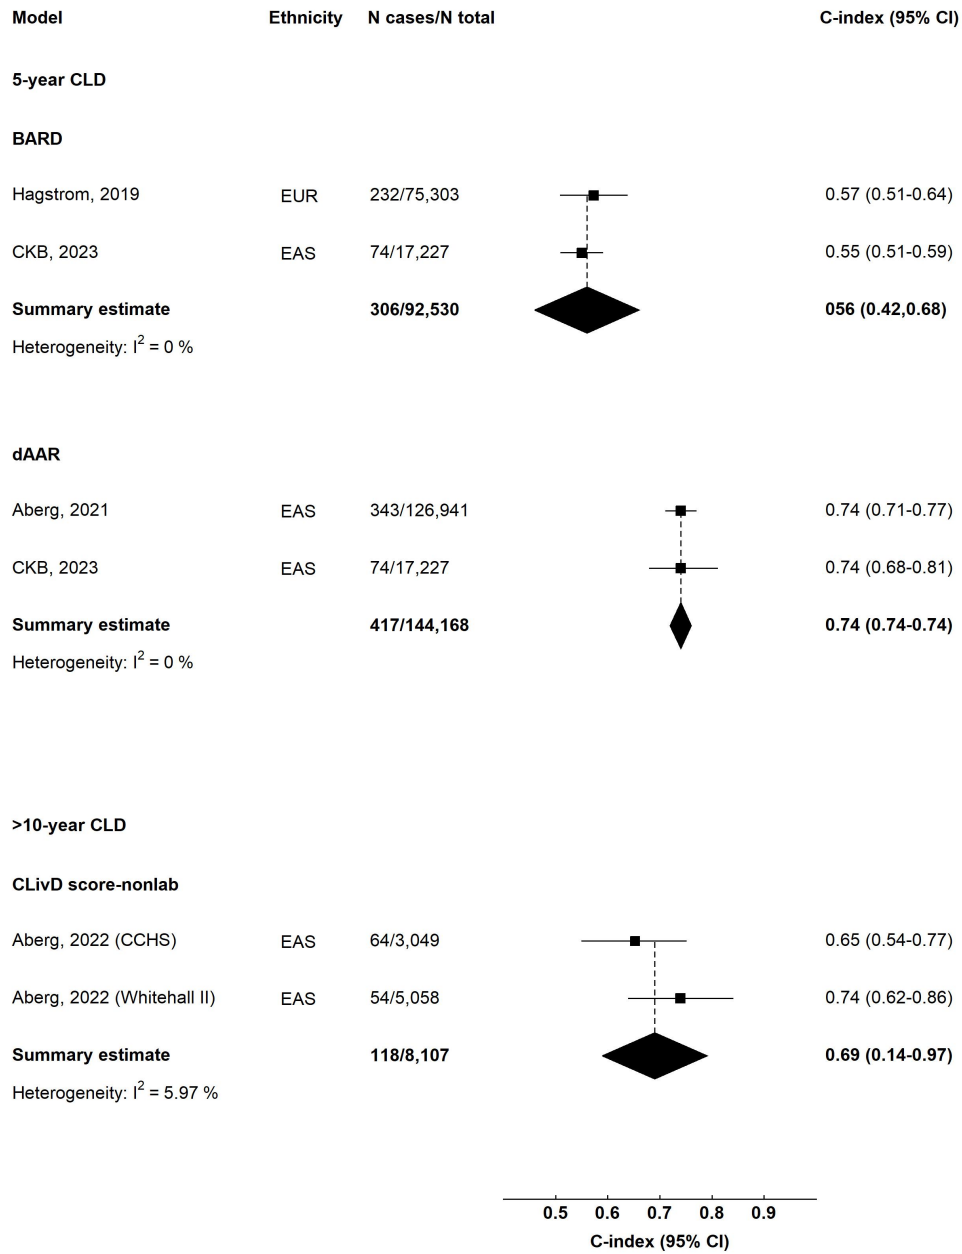 Model Ethnicity N cases/N total C-index (95% CI)
5-year CLD
BARD
Hagstrom, 2019 EUR 232/75,303 0.57 (0.51-0.64)
CKB, 2023 EAS 74/17,227 0.55 (0.51-0.59)
Summary estimate 306/92,530 056 (0.42,0.68)
Heterogeneity: I² = 0 %
dAAR
Aberg, 2021 EAS 343/126,941 0.74 (0.71-0.77)
CKB, 2023 EAS 74/17,227 0.74 (0.68-0.81)
Summary estimate 417/144,168 0.74 (0.74-0.74)
Heterogeneity: I² = 0 %
>10-year CLD
CLivD score-nonlab
Aberg, 2022 (CCHS) EAS 64/3,049 0.65 (0.54-0.77)
Aberg, 2022 (Whitehall II) EAS 54/5,058 0.74 (0.62-0.86)
Summary estimate 118/8,107 0.69 (0.14-0.97)
Heterogeneity: I² = 5.97 %
0.5 0.6 0.7 0.8 0.9
C-index (95% CI)